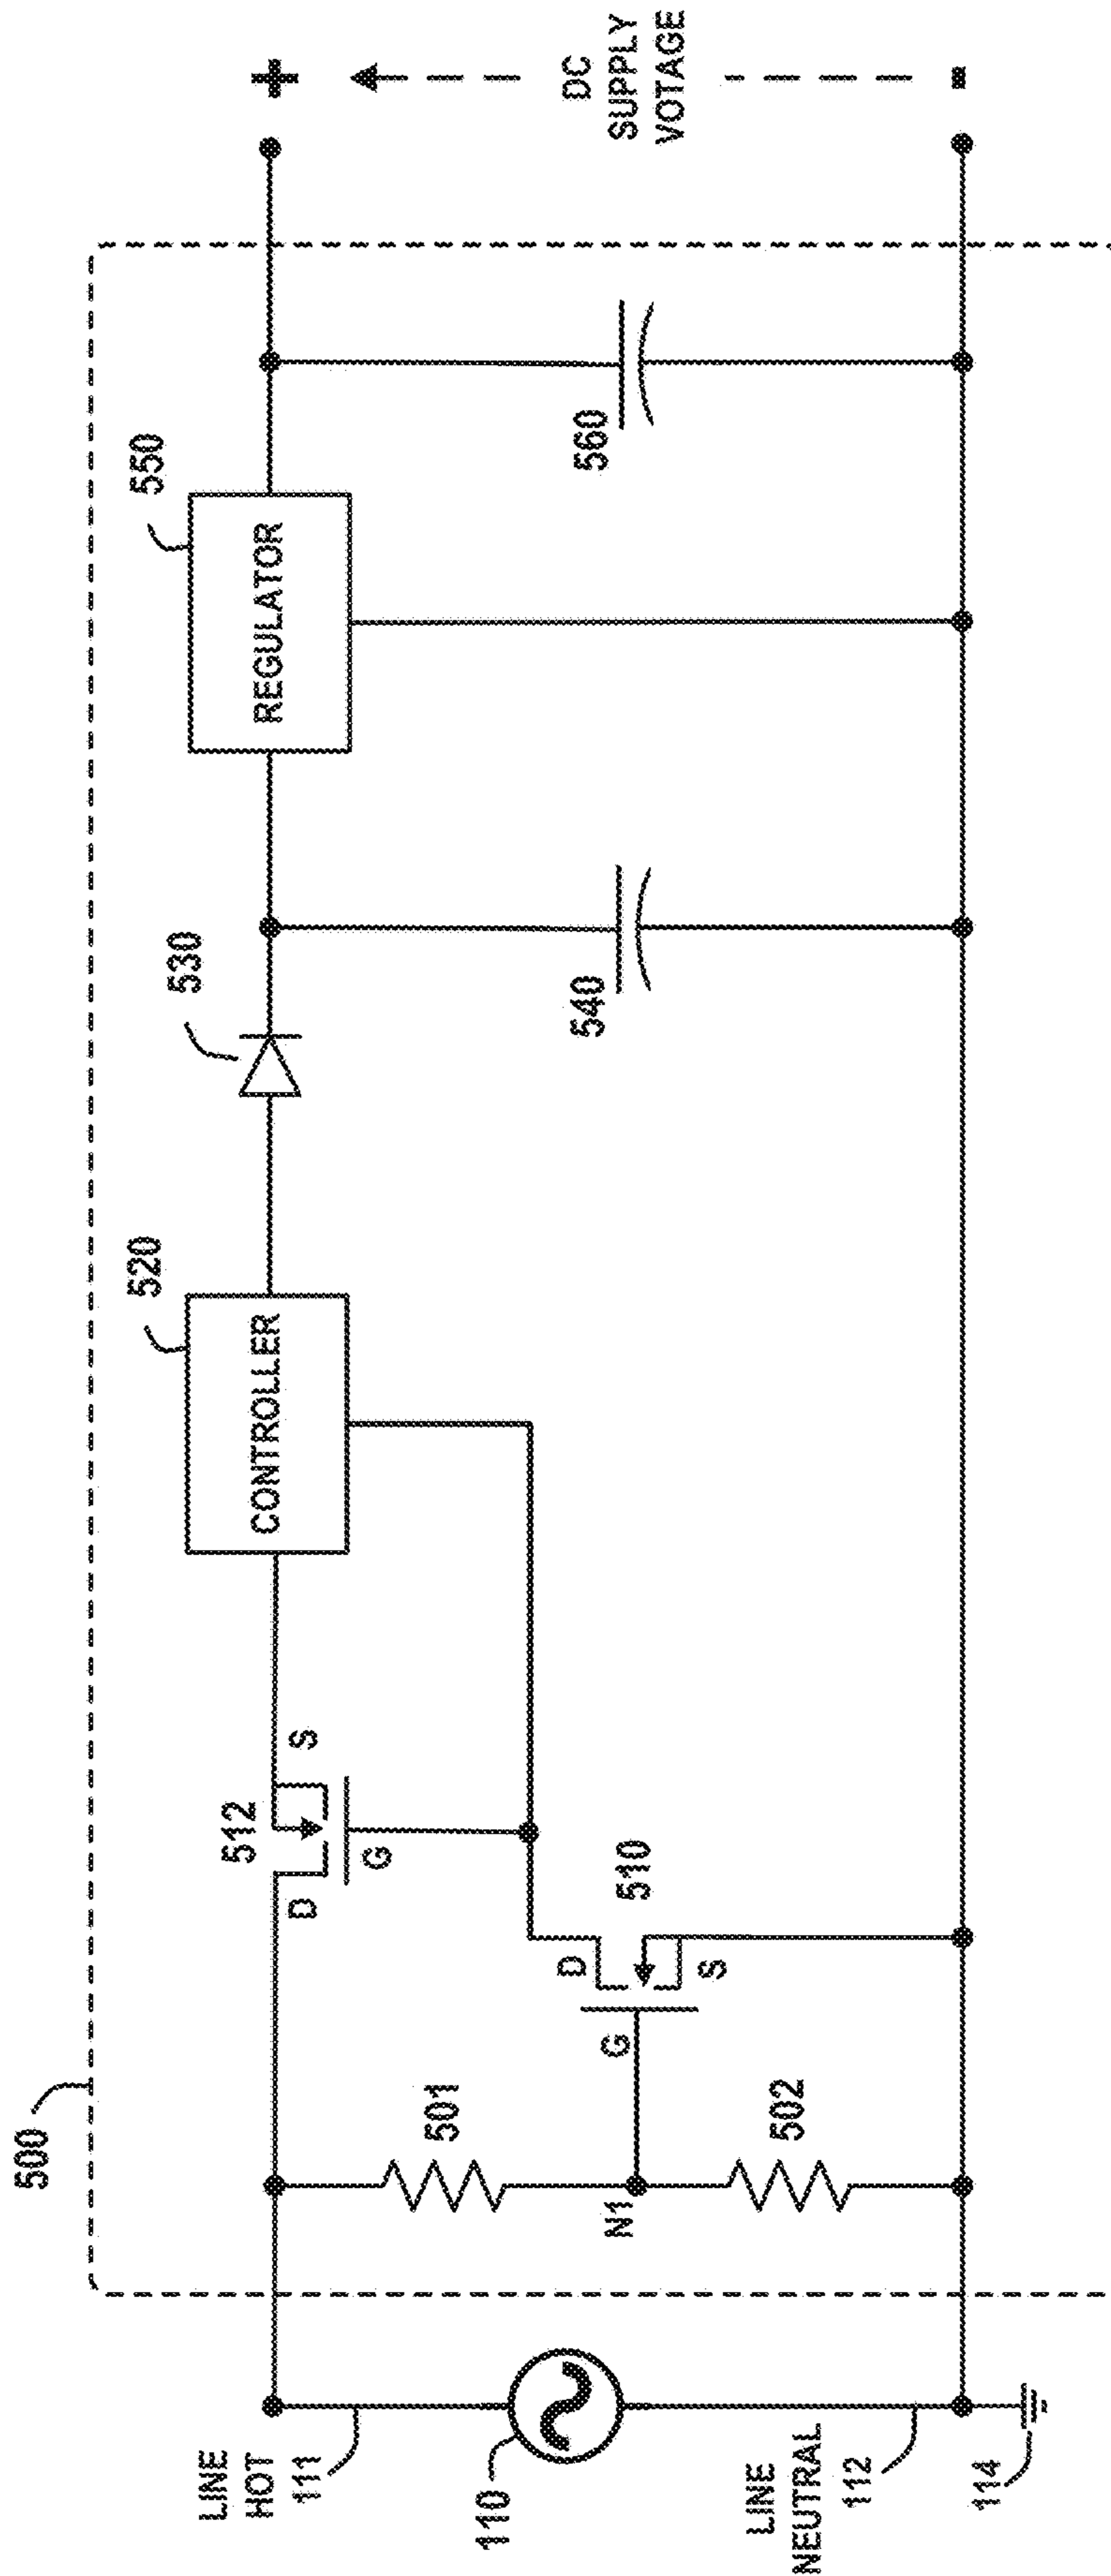 500
LINE
HOT
111
110
LINE
NEUTRAL
112
114
501
N1
502
512
D
S
G
D
G
S
510
520
CONTROLLER
530
540
550
REGULATOR
560
+
DC
SUPPLY
VOTAGE
-